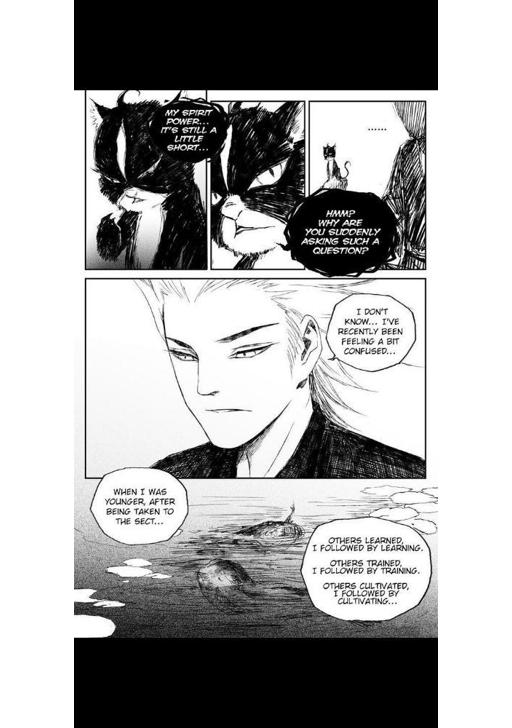 MY SPIRIT
POWER...
IT'S STILL A
LITTLE
SHORT...
......
HMM?
WHY ARE
YOU SUDDENLY
ASKING SUCH A
QUESTION?
I DON'T
KNOW... I'VE
RECENTLY BEEN
FEELING A BIT
CONFUSED...
WHEN I WAS
YOUNGER, AFTER
BEING TAKEN TO
THE SECT...
OTHERS LEARNED,
I FOLLOWED BY LEARNING.
OTHERS TRAINED,
I FOLLOWED BY TRAINING.
OTHERS CULTIVATED,
I FOLLOWED BY
CULTIVATING...